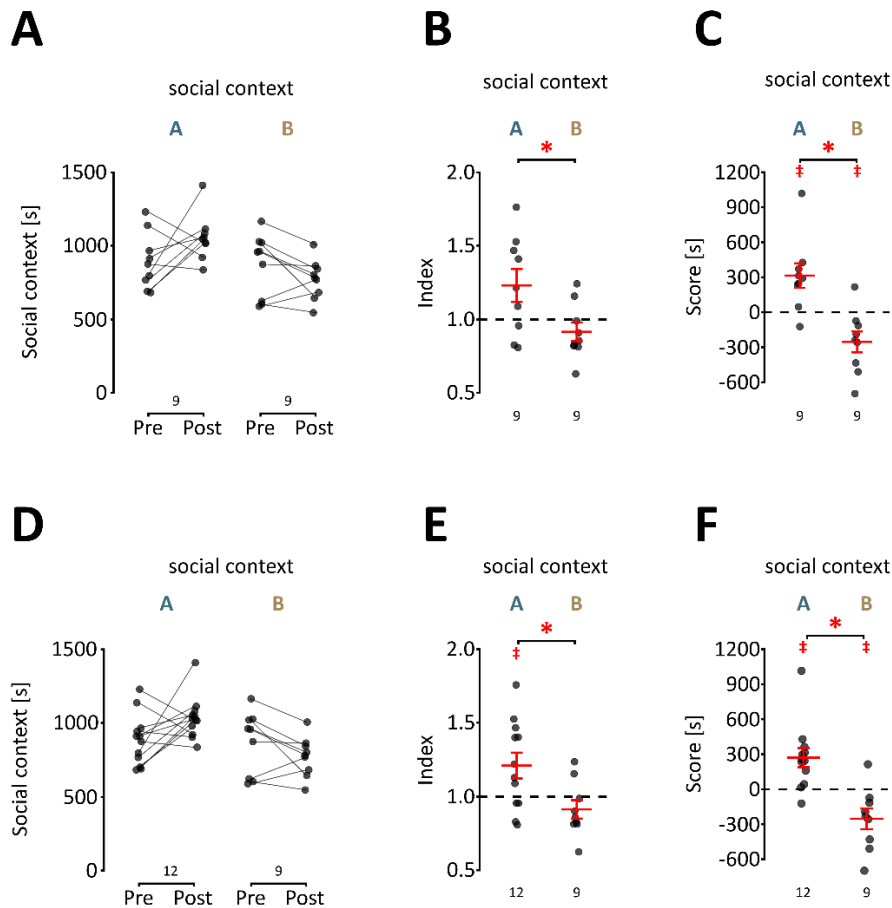 A
social context
A B
Social context [s]
1500
1000
500
0
9 9
Pre Post Pre Post
B
social context
A B
*
Index
2.0
1.5
1.0
0.5
9 9
C
social context
A B
*
‡ ‡
Score [s]
1200
900
600
300
0
-300
-600
9 9
D
social context
A B
Social context [s]
1500
1000
500
0
12 9
Pre Post Pre Post
E
social context
A B
*
‡
Index
2.0
1.5
1.0
0.5
12 9
F
social context
A B
*
‡ ‡
Score [s]
1200
900
600
300
0
-300
-600
12 9